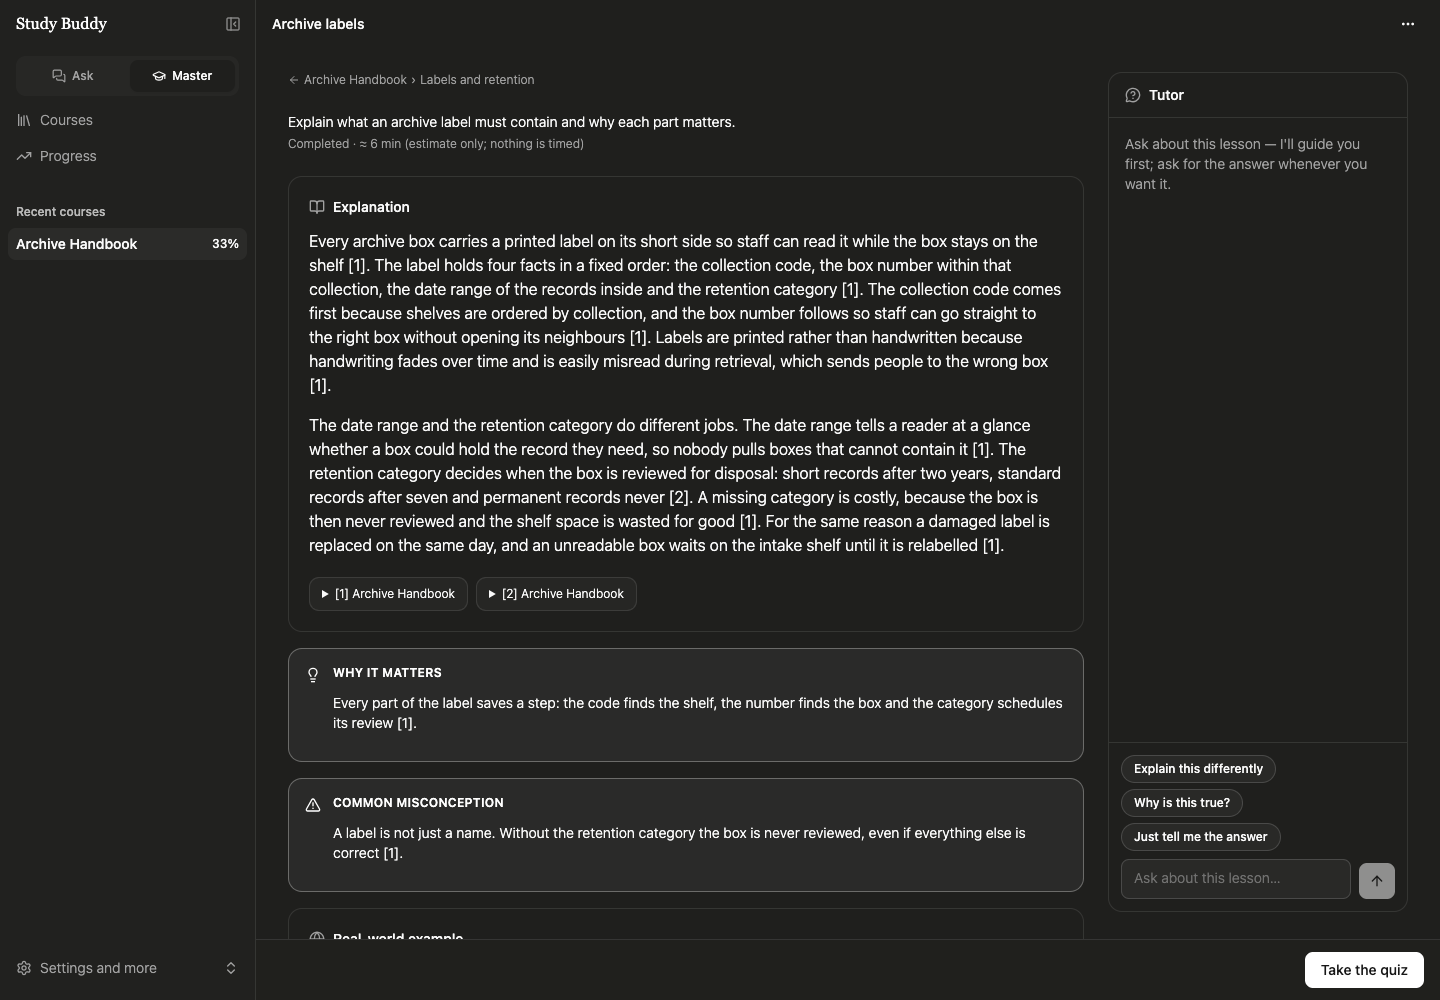 Study Buddy
Ask
Master
Courses
Progress
Recent courses
Archive Handbook 33%
Settings and more
Archive labels
Archive Handbook › Labels and retention
Explain what an archive label must contain and why each part matters.
Completed · ≈ 6 min (estimate only; nothing is timed)
Explanation
Every archive box carries a printed label on its short side so staff can read it while the box stays on the
shelf [1]. The label holds four facts in a fixed order: the collection code, the box number within that
collection, the date range of the records inside and the retention category [1]. The collection code comes
first because shelves are ordered by collection, and the box number follows so staff can go straight to
the right box without opening its neighbours [1]. Labels are printed rather than handwritten because
handwriting fades over time and is easily misread during retrieval, which sends people to the wrong box
[1].
The date range and the retention category do different jobs. The date range tells a reader at a glance
whether a box could hold the record they need, so nobody pulls boxes that cannot contain it [1]. The
retention category decides when the box is reviewed for disposal: short records after two years, standard
records after seven and permanent records never [2]. A missing category is costly, because the box is
then never reviewed and the shelf space is wasted for good [1]. For the same reason a damaged label is
replaced on the same day, and an unreadable box waits on the intake shelf until it is relabelled [1].
[1] Archive Handbook
[2] Archive Handbook
WHY IT MATTERS
Every part of the label saves a step: the code finds the shelf, the number finds the box and the category schedules
its review [1].
COMMON MISCONCEPTION
A label is not just a name. Without the retention category the box is never reviewed, even if everything else is
correct [1].
Real-world example
Tutor
Ask about this lesson — I'll guide you
first; ask for the answer whenever you
want it.
Explain this differently
Why is this true?
Just tell me the answer
Ask about this lesson...
Take the quiz